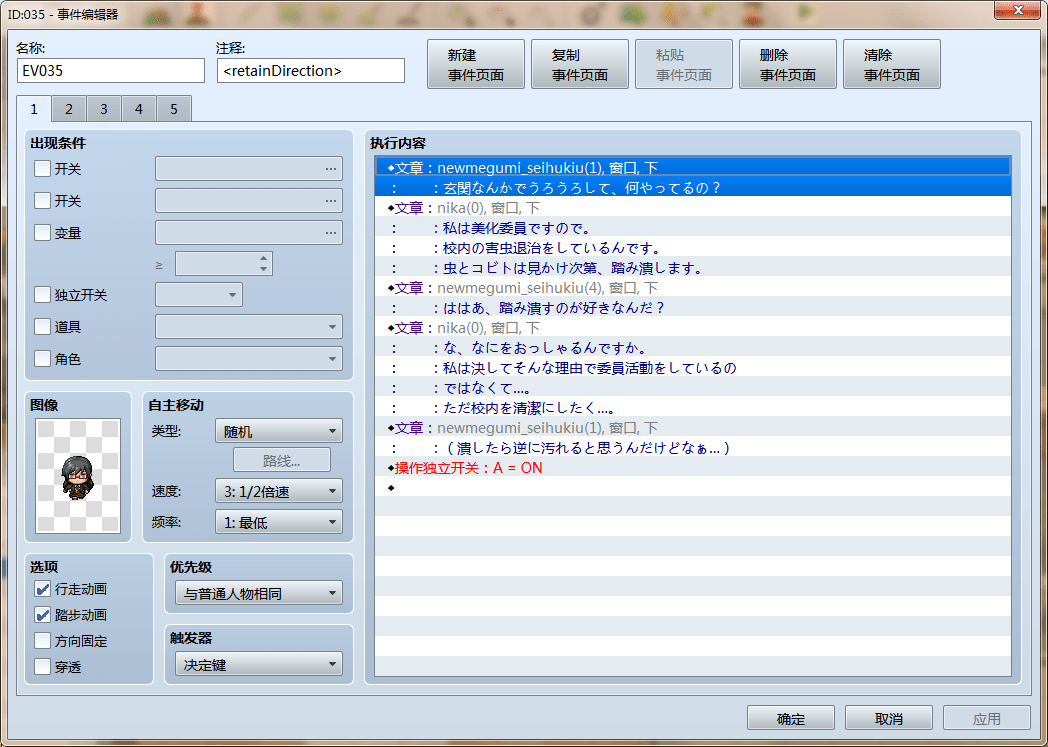 ID:035 - 事件编辑器
名称:
EV035
注释:
<retainDirection>
新建
事件页面
复制
事件页面
粘贴
事件页面
删除
事件页面
清除
事件页面
1 2 3 4 5
出现条件
开关 ...
开关 ...
变量 ...
≥
独立开关
道具
角色
图像
自主移动
类型: 随机
路线...
速度: 3: 1/2倍速
频率: 1: 最低
选项
行走动画
踏步动画
方向固定
穿透
优先级
与普通人物相同
触发器
决定键
执行内容
◆文章：newmegumi_seihukiu(1), 窗口, 下
： ：玄関なんかでうろうろして、何やってるの？
◆文章：nika(0), 窗口, 下
： ：私は美化委員ですので。
： ：校内の害虫退治をしているんです。
： ：虫とコビトは見かけ次第、踏み潰します。
◆文章：newmegumi_seihukiu(4), 窗口, 下
： ：ははあ、踏み潰すのが好きなんだ？
◆文章：nika(0), 窗口, 下
： ：な、なにをおっしゃるんですか。
： ：私は決してそんな理由で委員活動をしているの
： ：ではなくて…。
： ：ただ校内を清潔にしたく…。
◆文章：newmegumi_seihukiu(1), 窗口, 下
： ：（潰したら逆に汚れると思うんだけどなぁ…）
◆操作独立开关：A = ON
◆
确定
取消
应用